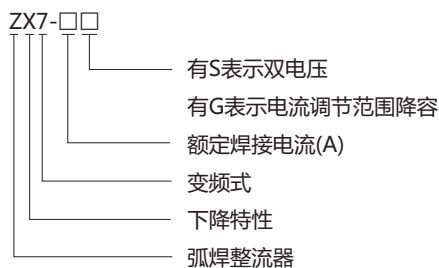 ZX7-□□
有S表示双电压
有G表示电流调节范围降容
额定焊接电流(A)
变频式
下降特性
弧焊整流器